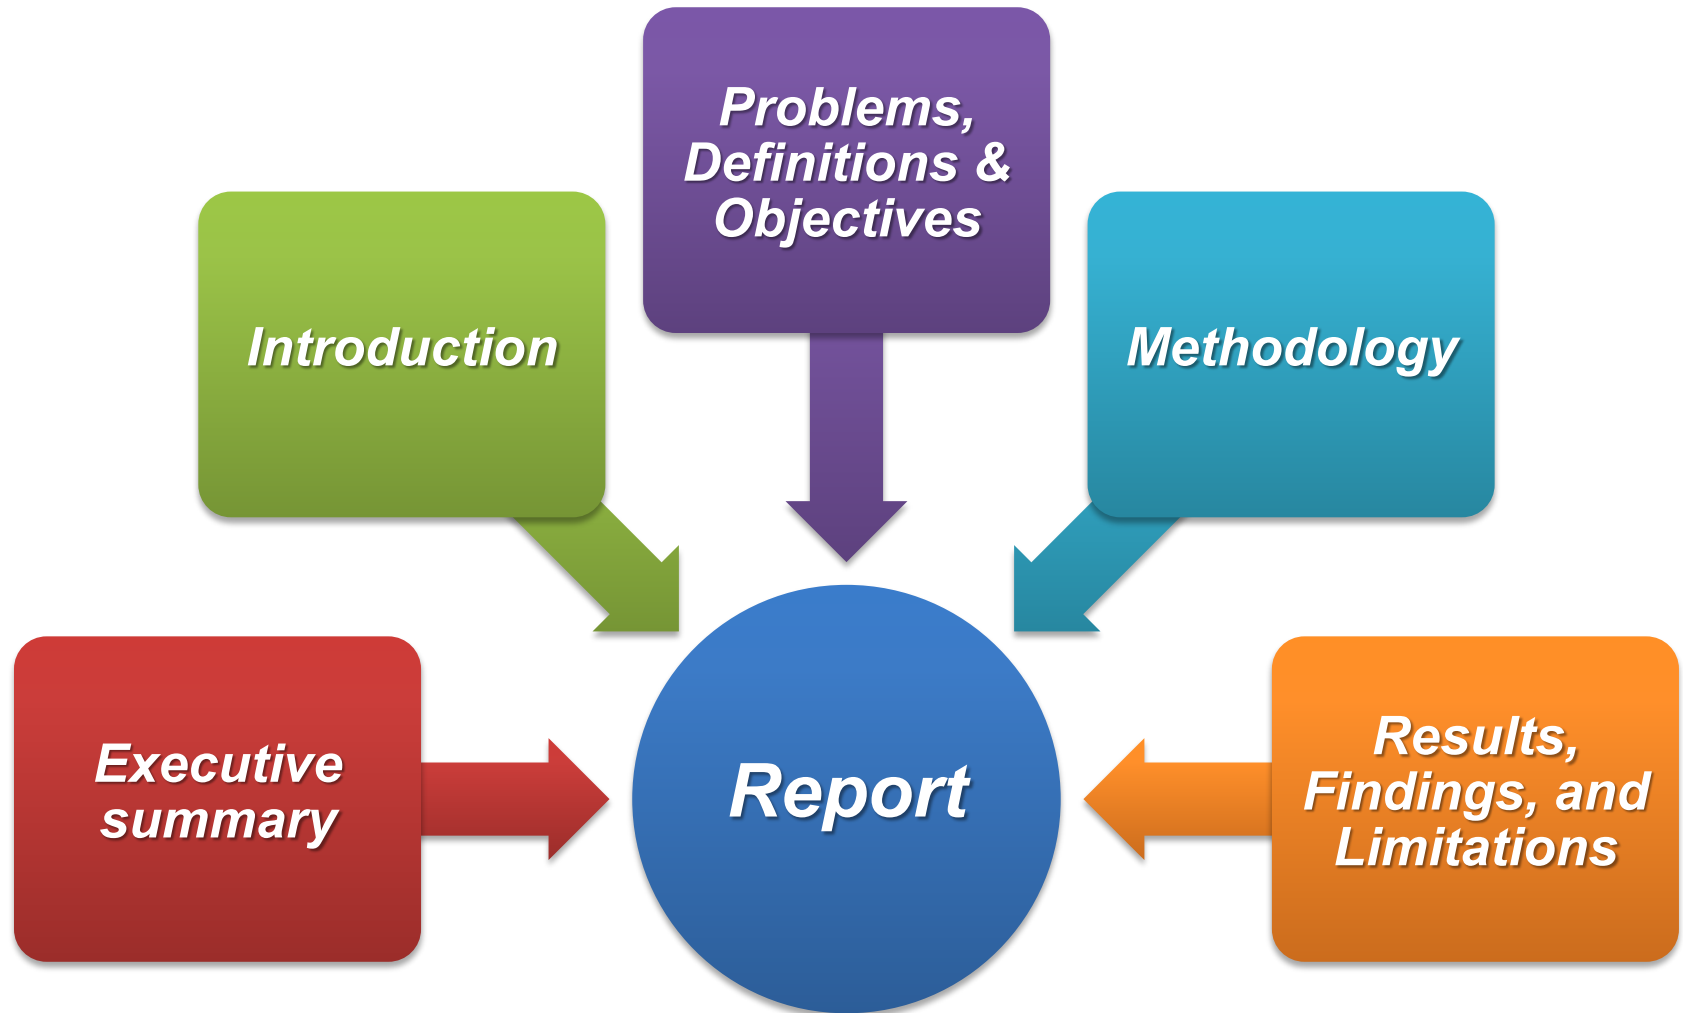 Problems,
Definitions &
Objectives
Introduction
Methodology
Executive
summary
Report
Results,
Findings, and
Limitations